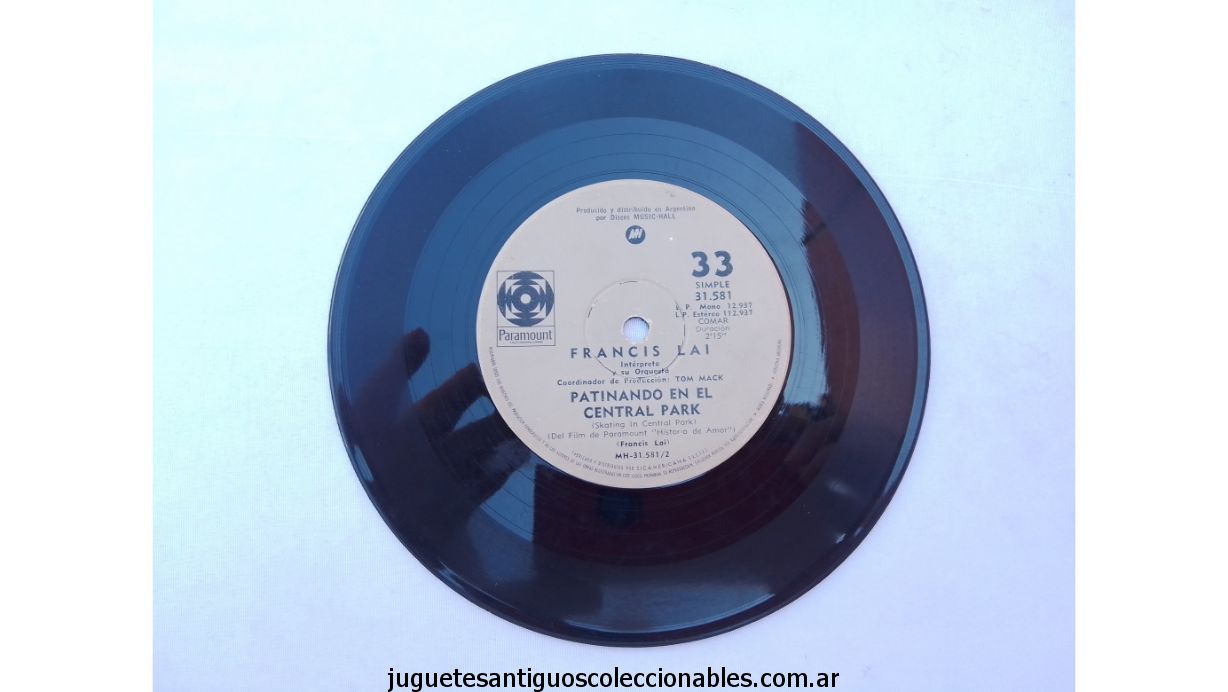 Producido y distribuido en Argentina
por Discos MUSIC-HALL
MH
33
SIMPLE
31.581
L.P. Mono 12.937
L.P. Estéreo 112.937
COMAR
Duración
2'15"
Paramount
FRANCIS LAI
Intérprete
y su Orquesta
Coordinador de Producción: TOM MACK
PATINANDO EN EL
CENTRAL PARK
(Skating In Central Park)
(Del Film de Paramount "Historia de Amor")
(Francis Lai)
MH-31.581/2
juguetesantiguoscoleccionables.com.ar